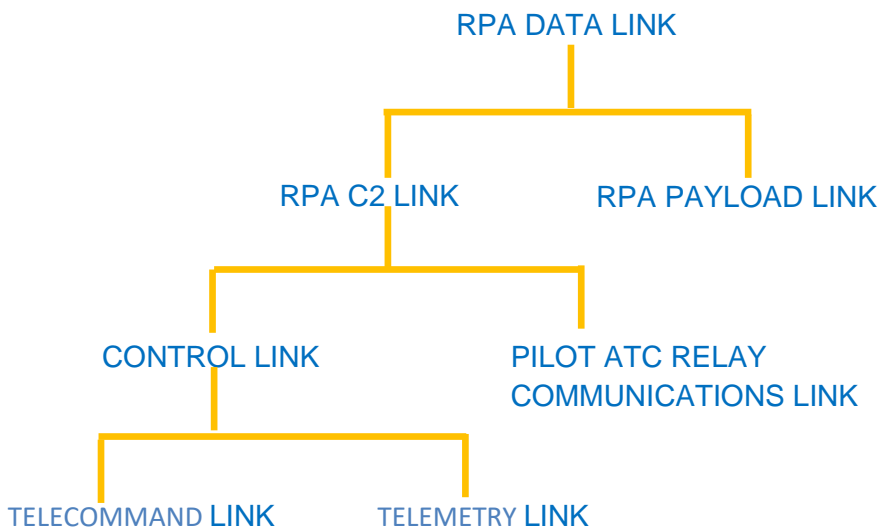 RPA DATA LINK
RPA C2 LINK
RPA PAYLOAD LINK
CONTROL LINK
PILOT ATC RELAY
COMMUNICATIONS LINK
TELECOMMAND LINK
TELEMETRY LINK